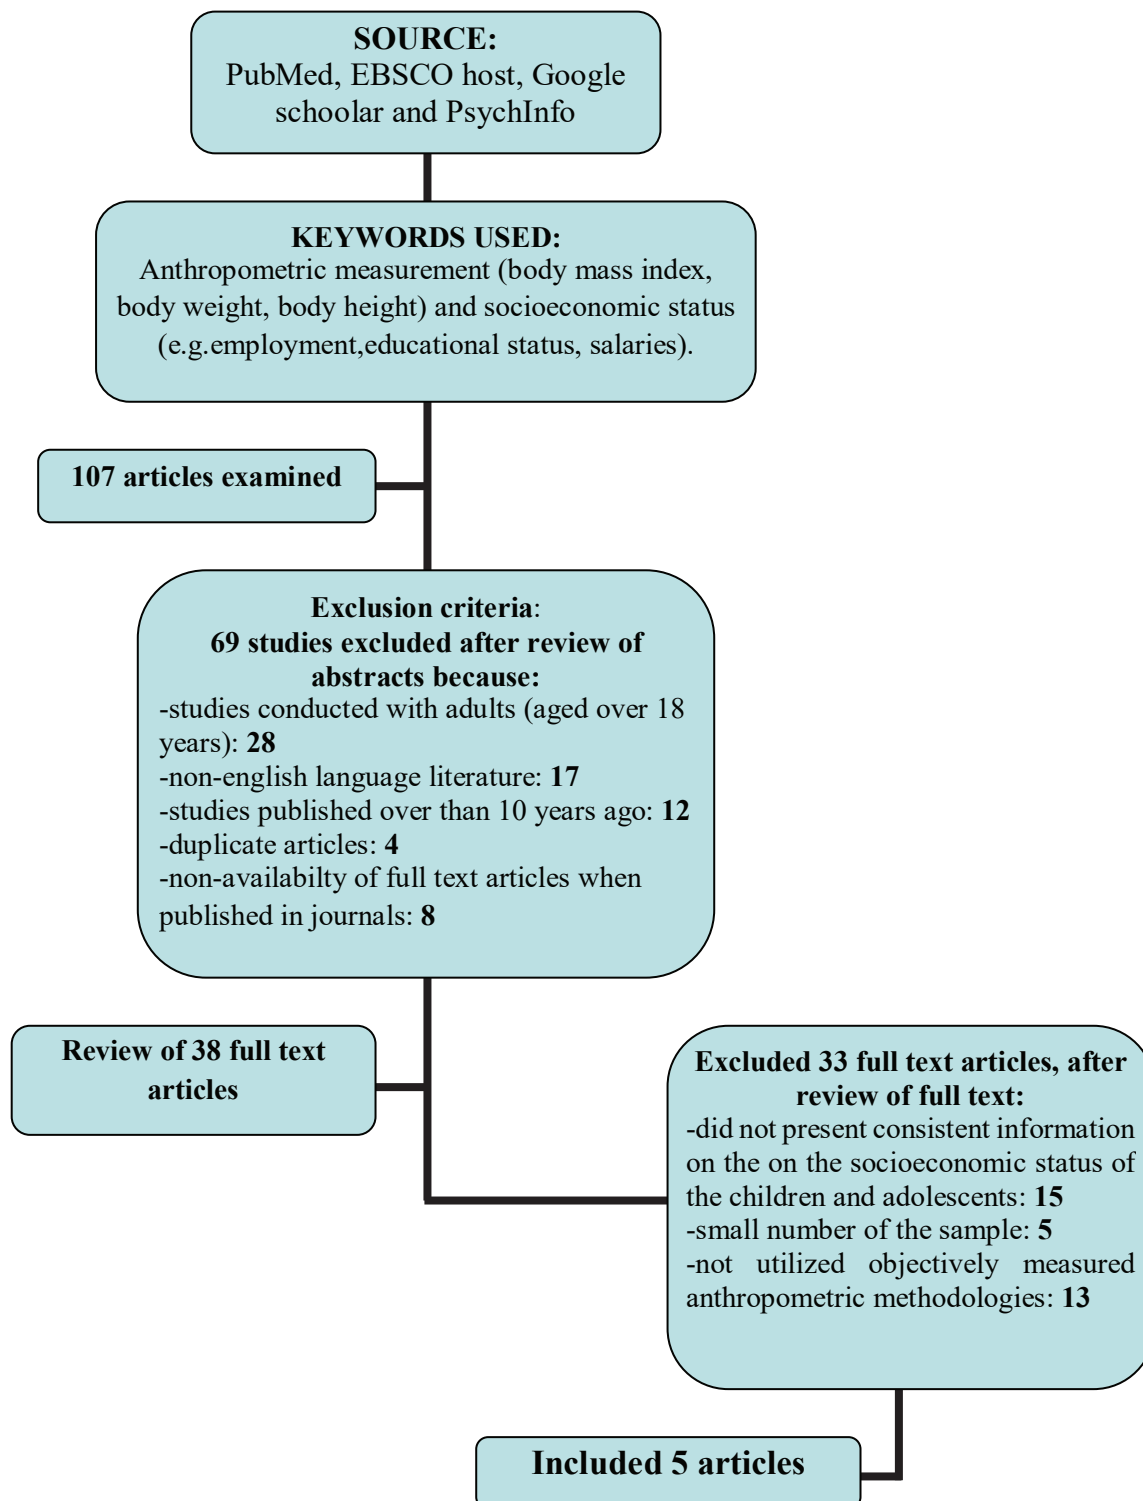 SOURCE:
PubMed, EBSCO host, Google
schoolar and PsychInfo
KEYWORDS USED:
Anthropometric measurement (body mass index,
body weight, body height) and socioeconomic status
(e.g.employment,educational status, salaries).
107 articles examined
Exclusion criteria:
69 studies excluded after review of
abstracts because:
-studies conducted with adults (aged over 18
years): 28
-non-english language literature: 17
-studies published over than 10 years ago: 12
-duplicate articles: 4
-non-availabilty of full text articles when
published in journals: 8
Review of 38 full text
articles
Excluded 33 full text articles, after
review of full text:
-did not present consistent information
on the on the socioeconomic status of
the children and adolescents: 15
-small number of the sample: 5
-not utilized objectively measured
anthropometric methodologies: 13
Included 5 articles